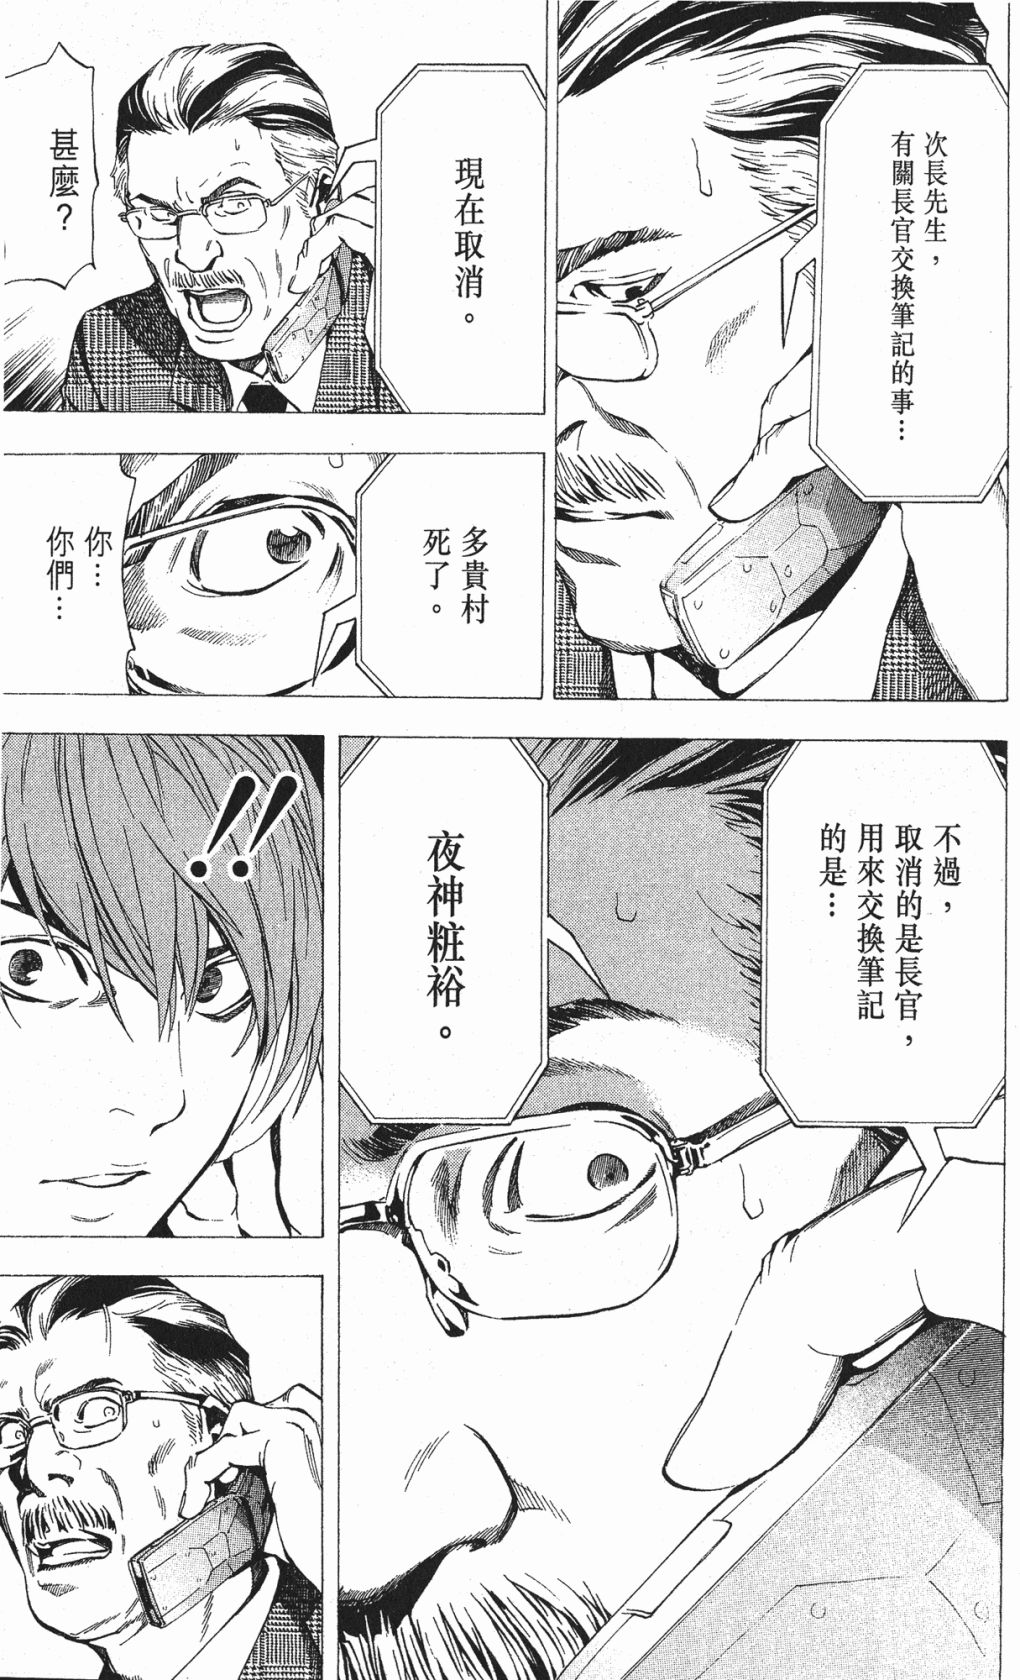 次長先生，
有關長官交換筆記的事…
現在取消。
甚麼？
多貴村
死了。
你…
你們…
不過，
取消的是長官，
用來交換筆記
的是…
夜神粧裕。
!!